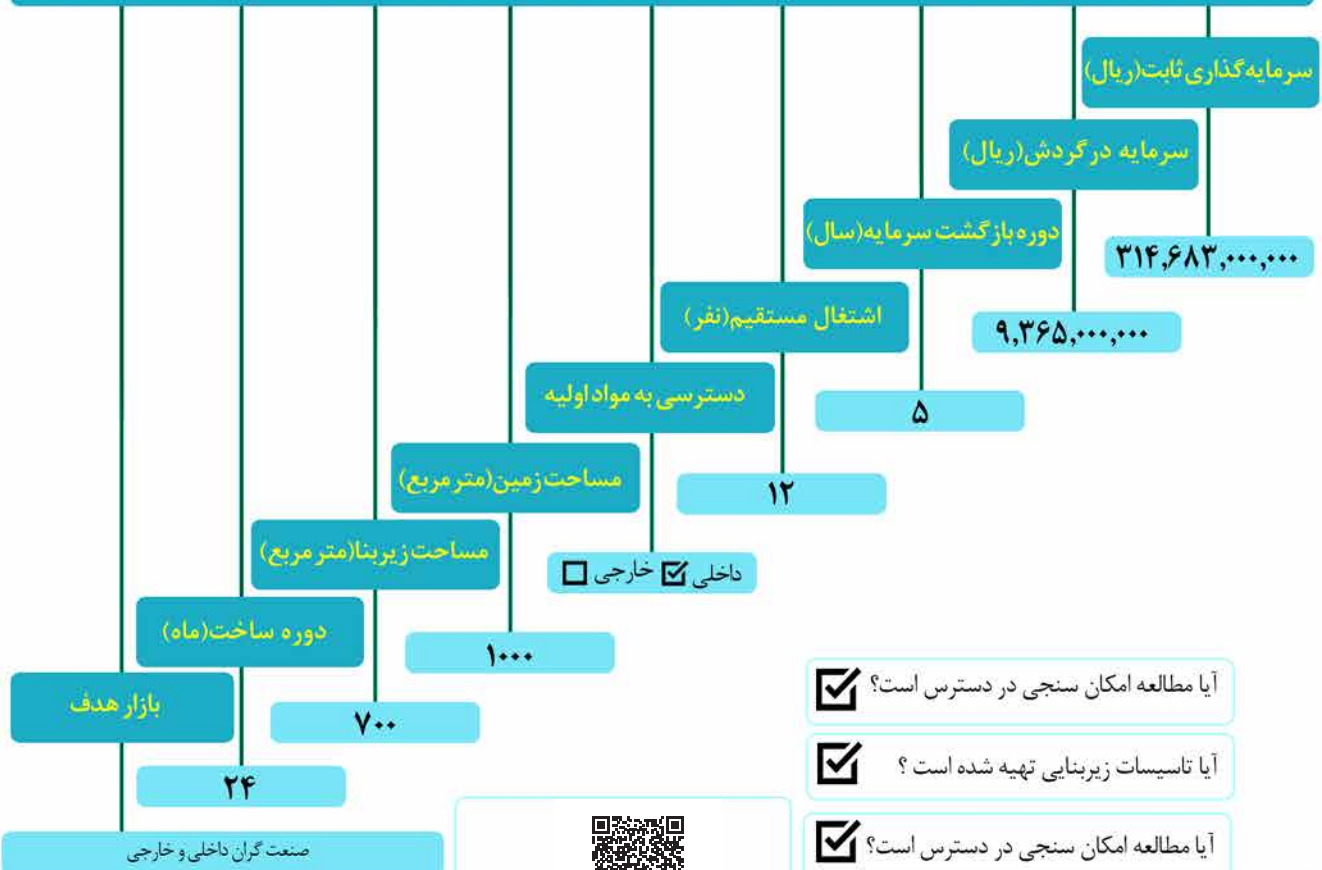 سرمایه‌گذاری ثابت(ریال)
۳۱۴,۶۸۳,۰۰۰,۰۰۰
سرمایه در گردش(ریال)
۹,۳۶۵,۰۰۰,۰۰۰
دوره بازگشت سرمایه(سال)
۵
اشتغال مستقیم(نفر)
۱۲
دسترسی به مواد اولیه
داخلی ☑ خارجی ☐
مساحت زمین(متر مربع)
۱۰۰۰
مساحت زیربنا(متر مربع)
۷۰۰
دوره ساخت(ماه)
۲۴
بازار هدف
صنعت گران داخلی و خارجی
آیا مطالعه امکان سنجی در دسترس است؟ ☑
آیا تاسیسات زیربنایی تهیه شده است ؟ ☑
آیا مطالعه امکان سنجی در دسترس است؟ ☑